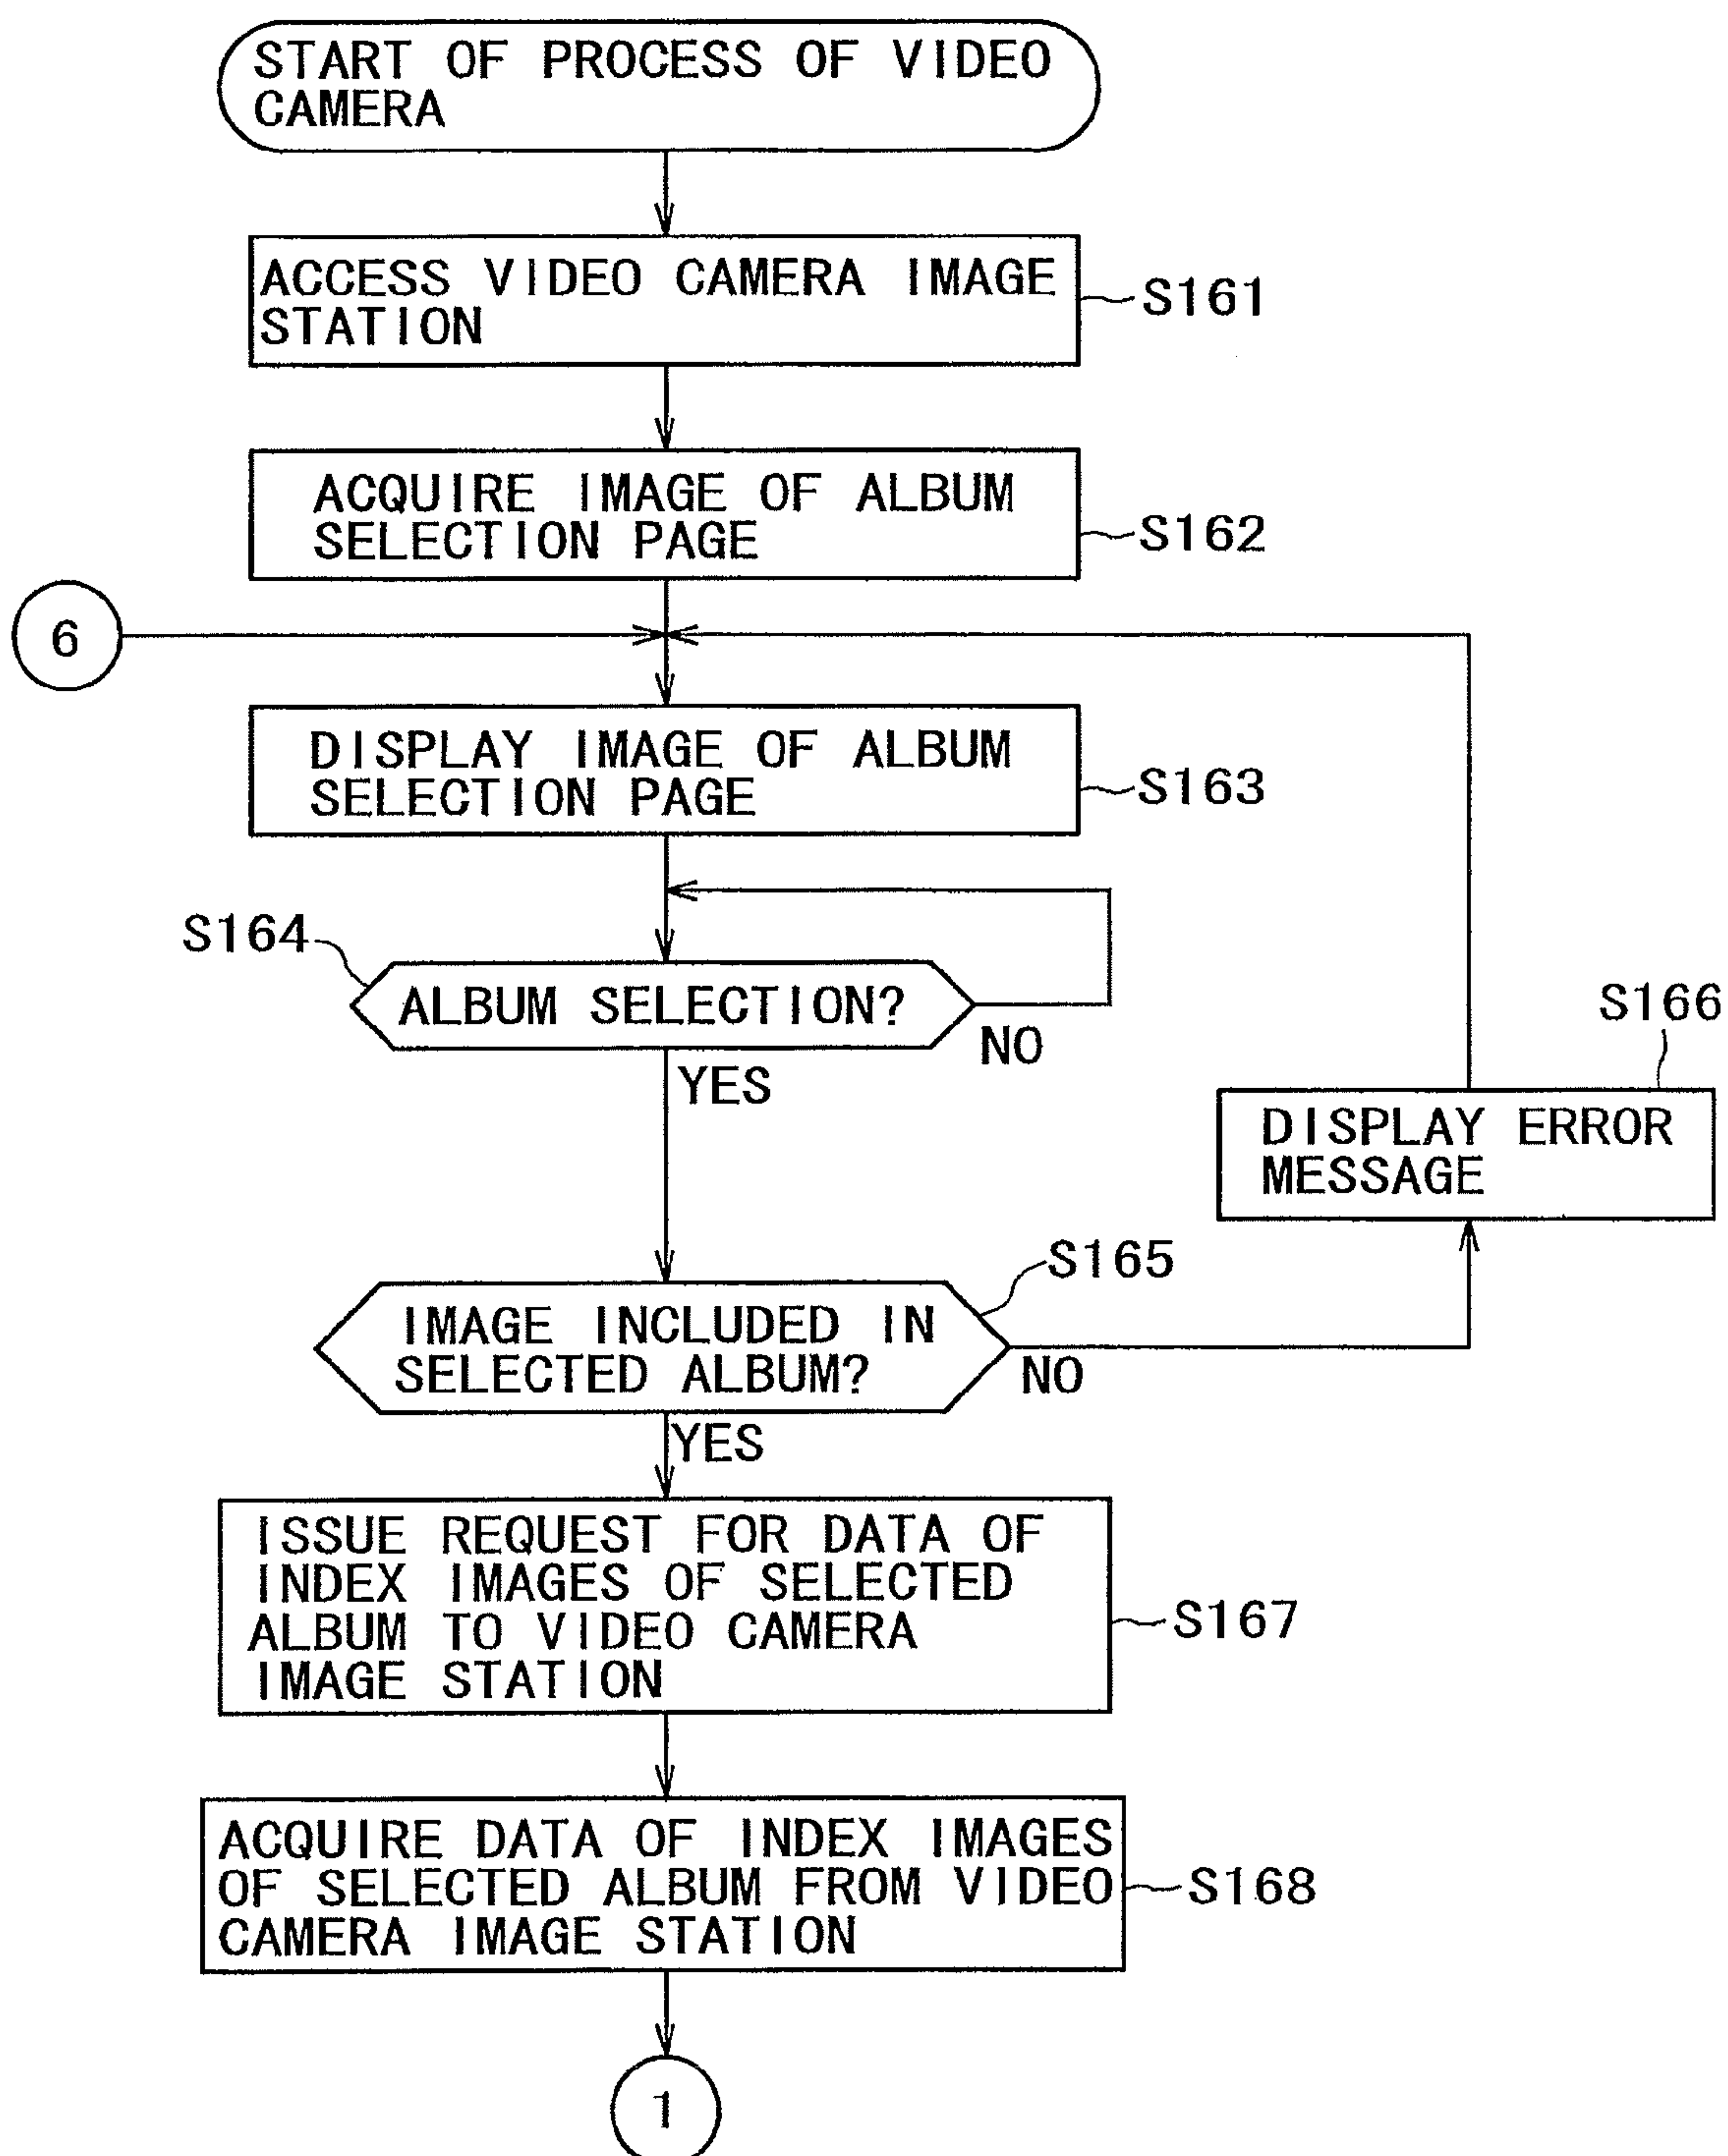 START OF PROCESS OF VIDEO
CAMERA
ACCESS VIDEO CAMERA IMAGE
STATION
S161
ACQUIRE IMAGE OF ALBUM
SELECTION PAGE
S162
6
DISPLAY IMAGE OF ALBUM
SELECTION PAGE
S163
S164
ALBUM SELECTION?
NO
YES
S166
DISPLAY ERROR
MESSAGE
S165
IMAGE INCLUDED IN
SELECTED ALBUM?
NO
YES
ISSUE REQUEST FOR DATA OF
INDEX IMAGES OF SELECTED
ALBUM TO VIDEO CAMERA
IMAGE STATION
S167
ACQUIRE DATA OF INDEX IMAGES
OF SELECTED ALBUM FROM VIDEO
CAMERA IMAGE STATION
S168
1